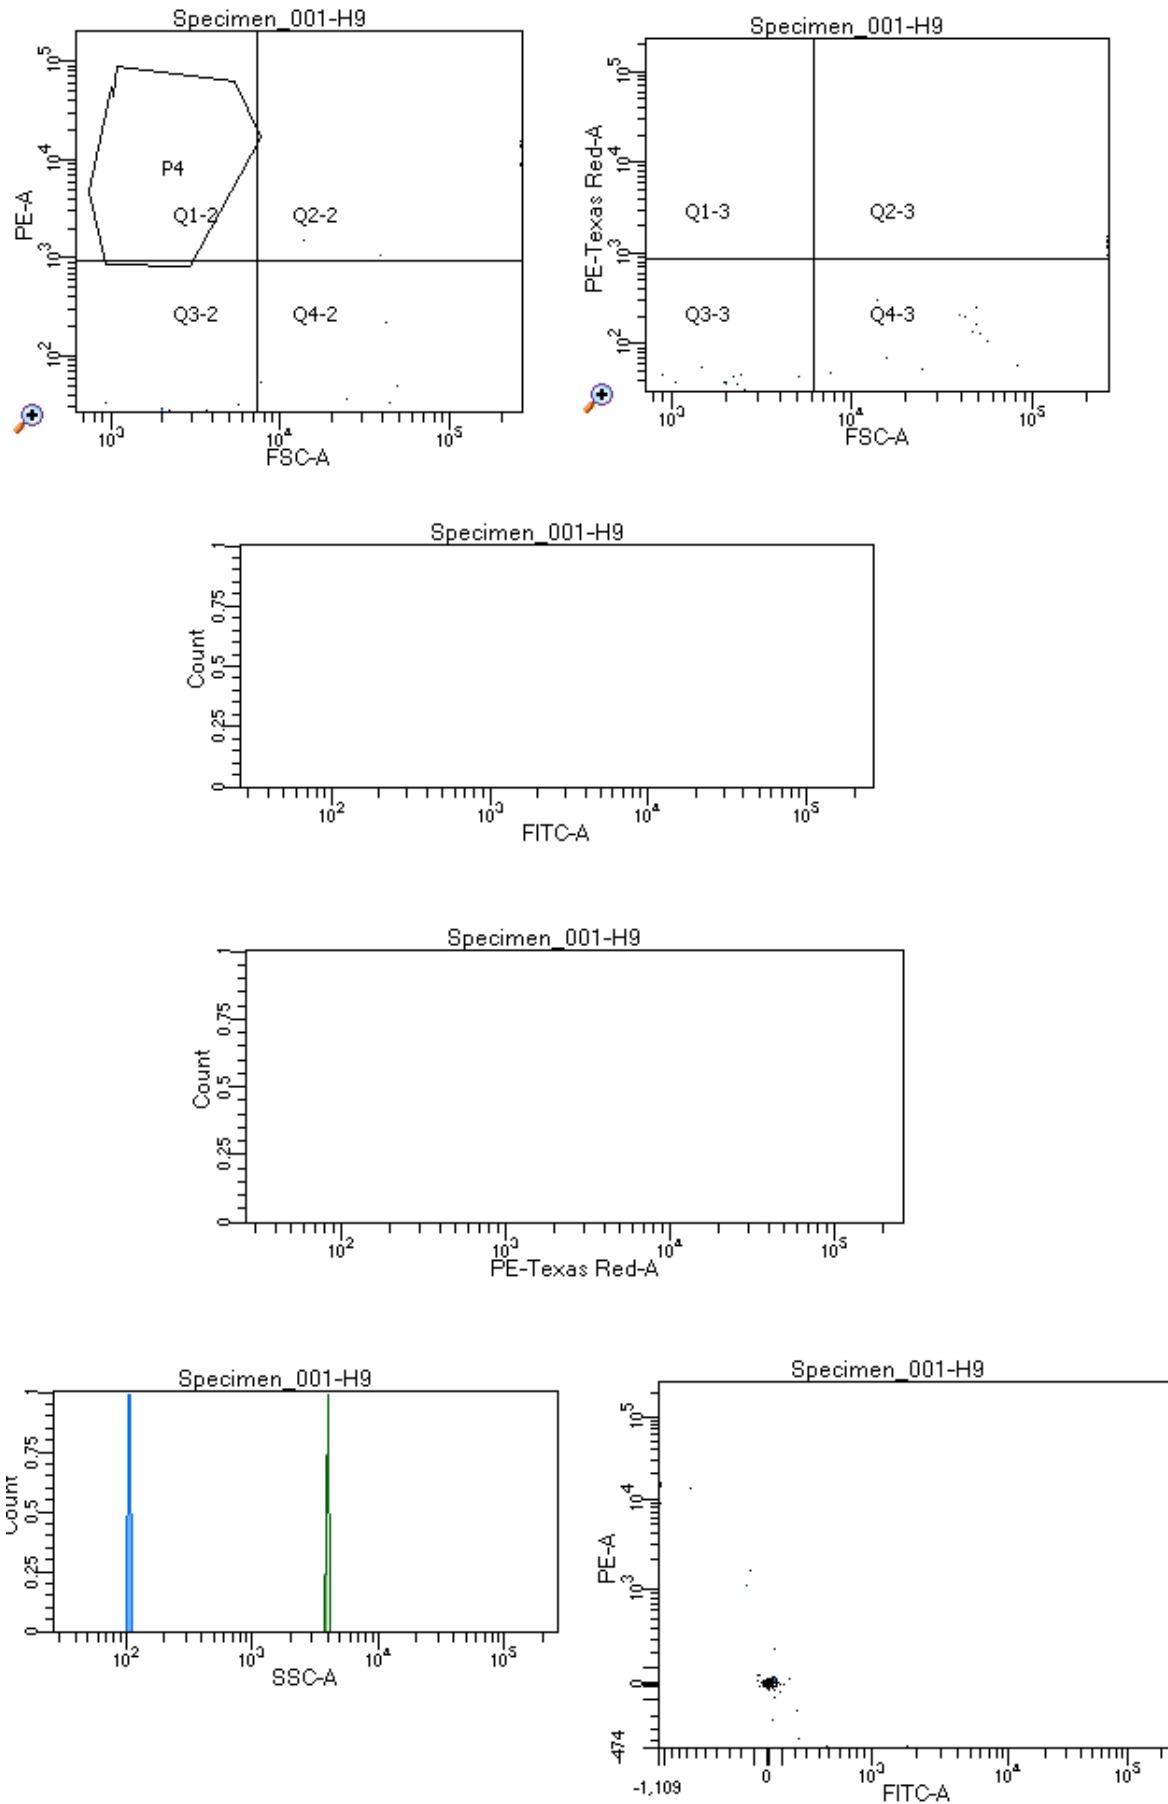 Specimen_001-H9
PE-A
10^5
10^4
10^3
10^2
P4
Q1-2
Q2-2
Q3-2
Q4-2
10^3
10^4
10^5
FSC-A
Specimen_001-H9
PE-Texas Red-A
10^5
10^4
10^3
10^2
Q1-3
Q2-3
Q3-3
Q4-3
10^3
10^4
10^5
FSC-A
Specimen_001-H9
Count
1
0.75
0.5
0.25
0
10^2
10^3
10^4
10^5
FITC-A
Specimen_001-H9
Count
1
0.75
0.5
0.25
0
10^2
10^3
10^4
10^5
PE-Texas Red-A
Specimen_001-H9
Count
1
0.75
0.5
0.25
0
10^2
10^3
10^4
10^5
SSC-A
Specimen_001-H9
PE-A
10^5
10^4
10^3
0
-474
-1,109
0
10^3
10^4
10^5
FITC-A